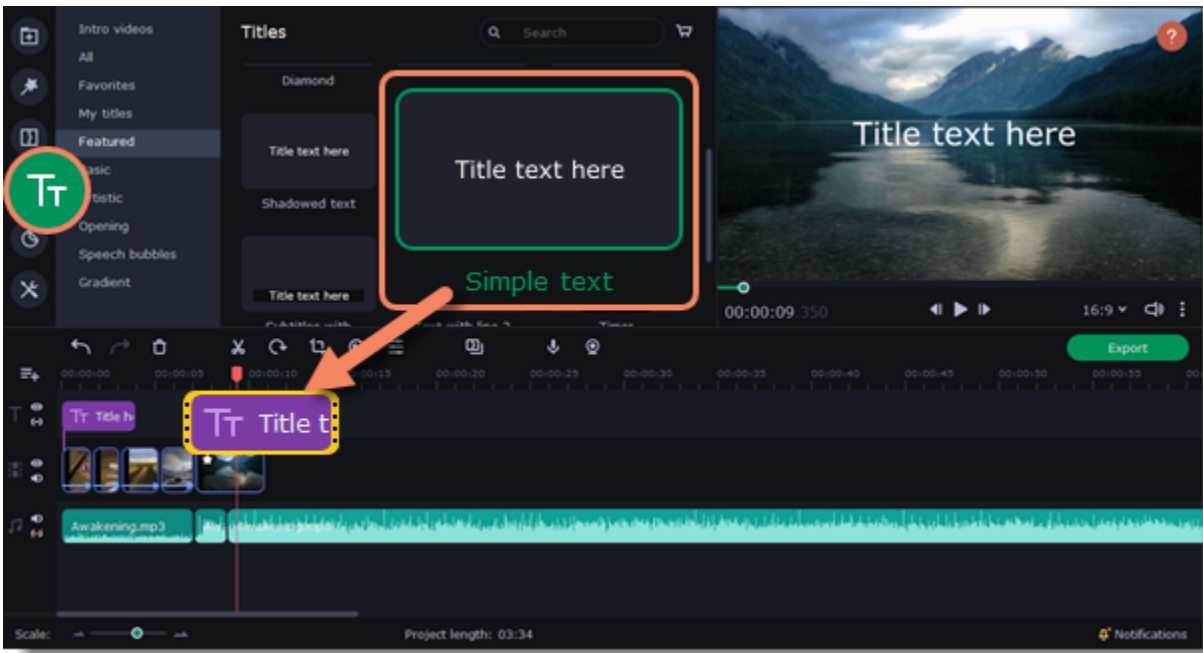 Intro videos
All
Favorites
My titles
Featured
Basic
Artistic
Opening
Speech bubbles
Gradient
Titles
Search
Diamond
Title text here
Shadowed text
Title text here
Title text here
Simple text
Title text here
?
00:00:09.350
16:9
Export
00:00:00
00:00:05
00:00:10
00:00:15
00:00:20
00:00:25
00:00:30
00:00:35
00:00:40
00:00:45
00:00:50
00:00:55
Title h
Title t
Awakening.mp3
Scale:
Project length: 03:34
Notifications